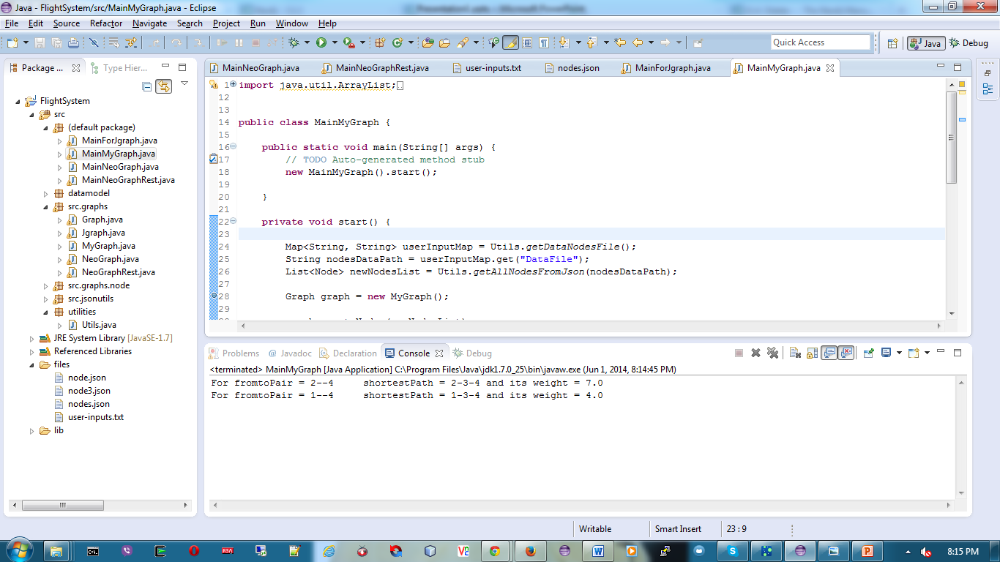 Java - FlightSystem/src/MainMyGraph.java - Eclipse
File Edit Source Refactor Navigate Search Project Run Window Help
Quick Access
Java
Debug
Package ...
Type Hier...
FlightSystem
src
(default package)
MainForJgraph.java
MainMyGraph.java
MainNeoGraph.java
MainNeoGraphRest.java
datamodel
src.graphs
Graph.java
Jgraph.java
MyGraph.java
NeoGraph.java
NeoGraphRest.java
src.graphs.node
src.jsonutils
utilities
Utils.java
JRE System Library [JavaSE-1.7]
Referenced Libraries
files
node.json
node3.json
nodes.json
user-inputs.txt
lib
MainNeoGraph.java MainNeoGraphRest.java user-inputs.txt nodes.json MainForJgraph.java MainMyGraph.java
1 import java.util.ArrayList;
12
13
14 public class MainMyGraph {
15
16 public static void main(String[] args) {
17 // TODO Auto-generated method stub
18 new MainMyGraph().start();
19
20 }
21
22 private void start() {
23
24 Map<String, String> userInputMap = Utils.getDataNodesFile();
25 String nodesDataPath = userInputMap.get("DataFile");
26 List<Node> newNodesList = Utils.getAllNodesFromJson(nodesDataPath);
27
28 Graph graph = new MyGraph();
29
Problems Javadoc Declaration Console Debug
<terminated> MainMyGraph [Java Application] C:\Program Files\Java\jdk1.7.0_25\bin\javaw.exe (Jun 1, 2014, 8:14:45 PM)
For fromtoPair = 2--4 shortestPath = 2-3-4 and its weight = 7.0
For fromtoPair = 1--4 shortestPath = 1-3-4 and its weight = 4.0
Writable
Smart Insert
23 : 9
8:15 PM